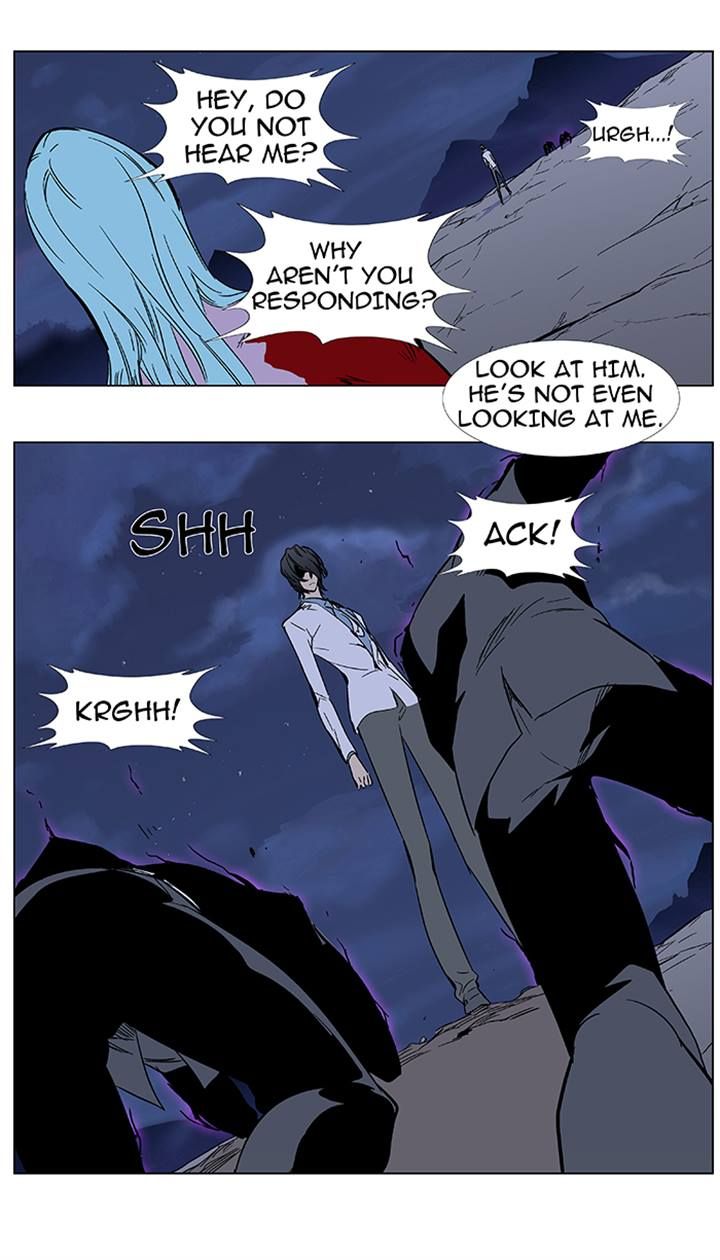 HEY, DO
YOU NOT
HEAR ME?
URGH...!
WHY
AREN'T YOU
RESPONDING?
LOOK AT HIM.
HE'S NOT EVEN
LOOKING AT ME.
SHH
ACK!
KRGHH!